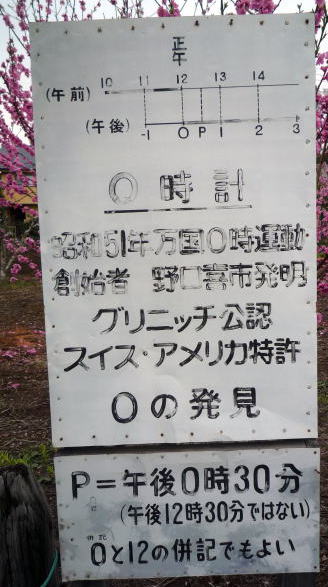 正午
10 11 12 13 14
(午前)
(午後)
-1 0 P 1 2 3
0時計
昭和51年万国0時運動
創始者 野口喜市発明
グリニッチ公認
スイス・アメリカ特許
0の発見
P=午後0時30分
(午後12時30分ではない)
併記
0と12の併記でもよい